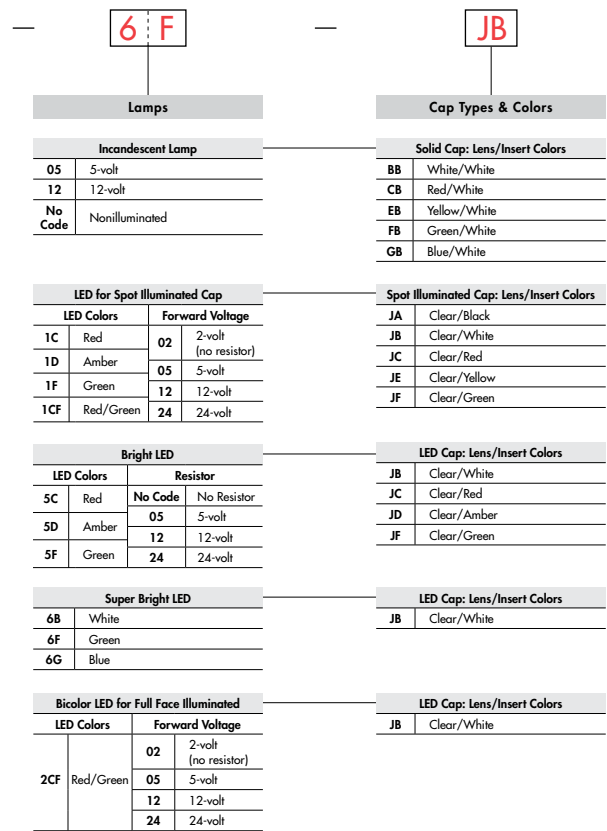 — 6 F — JB
Lamps
Incandescent Lamp
05 5-volt
12 12-volt
No Code Nonilluminated
LED for Spot Illuminated Cap
LED Colors Forward Voltage
1C Red
1D Amber
1F Green
1CF Red/Green
02 2-volt
(no resistor)
05 5-volt
12 12-volt
24 24-volt
Bright LED
LED Colors Resistor
5C Red
5D Amber
5F Green
No Code No Resistor
05 5-volt
12 12-volt
24 24-volt
Super Bright LED
6B White
6F Green
6G Blue
Bicolor LED for Full Face Illuminated
LED Colors Forward Voltage
2CF Red/Green
02 2-volt
(no resistor)
05 5-volt
12 12-volt
24 24-volt
Cap Types & Colors
Solid Cap: Lens/Insert Colors
BB White/White
CB Red/White
EB Yellow/White
FB Green/White
GB Blue/White
Spot Illuminated Cap: Lens/Insert Colors
JA Clear/Black
JB Clear/White
JC Clear/Red
JE Clear/Yellow
JF Clear/Green
LED Cap: Lens/Insert Colors
JB Clear/White
JC Clear/Red
JD Clear/Amber
JF Clear/Green
LED Cap: Lens/Insert Colors
JB Clear/White
LED Cap: Lens/Insert Colors
JB Clear/White